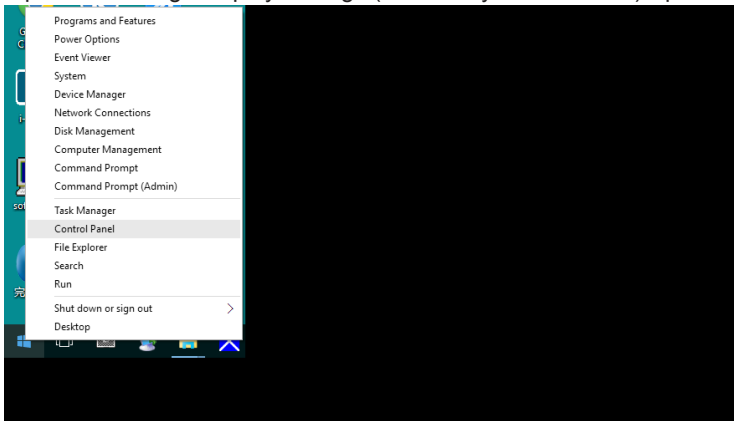 Programs and Features
Power Options
Event Viewer
System
Device Manager
Network Connections
Disk Management
Computer Management
Command Prompt
Command Prompt (Admin)
Task Manager
Control Panel
File Explorer
Search
Run
Shut down or sign out
Desktop